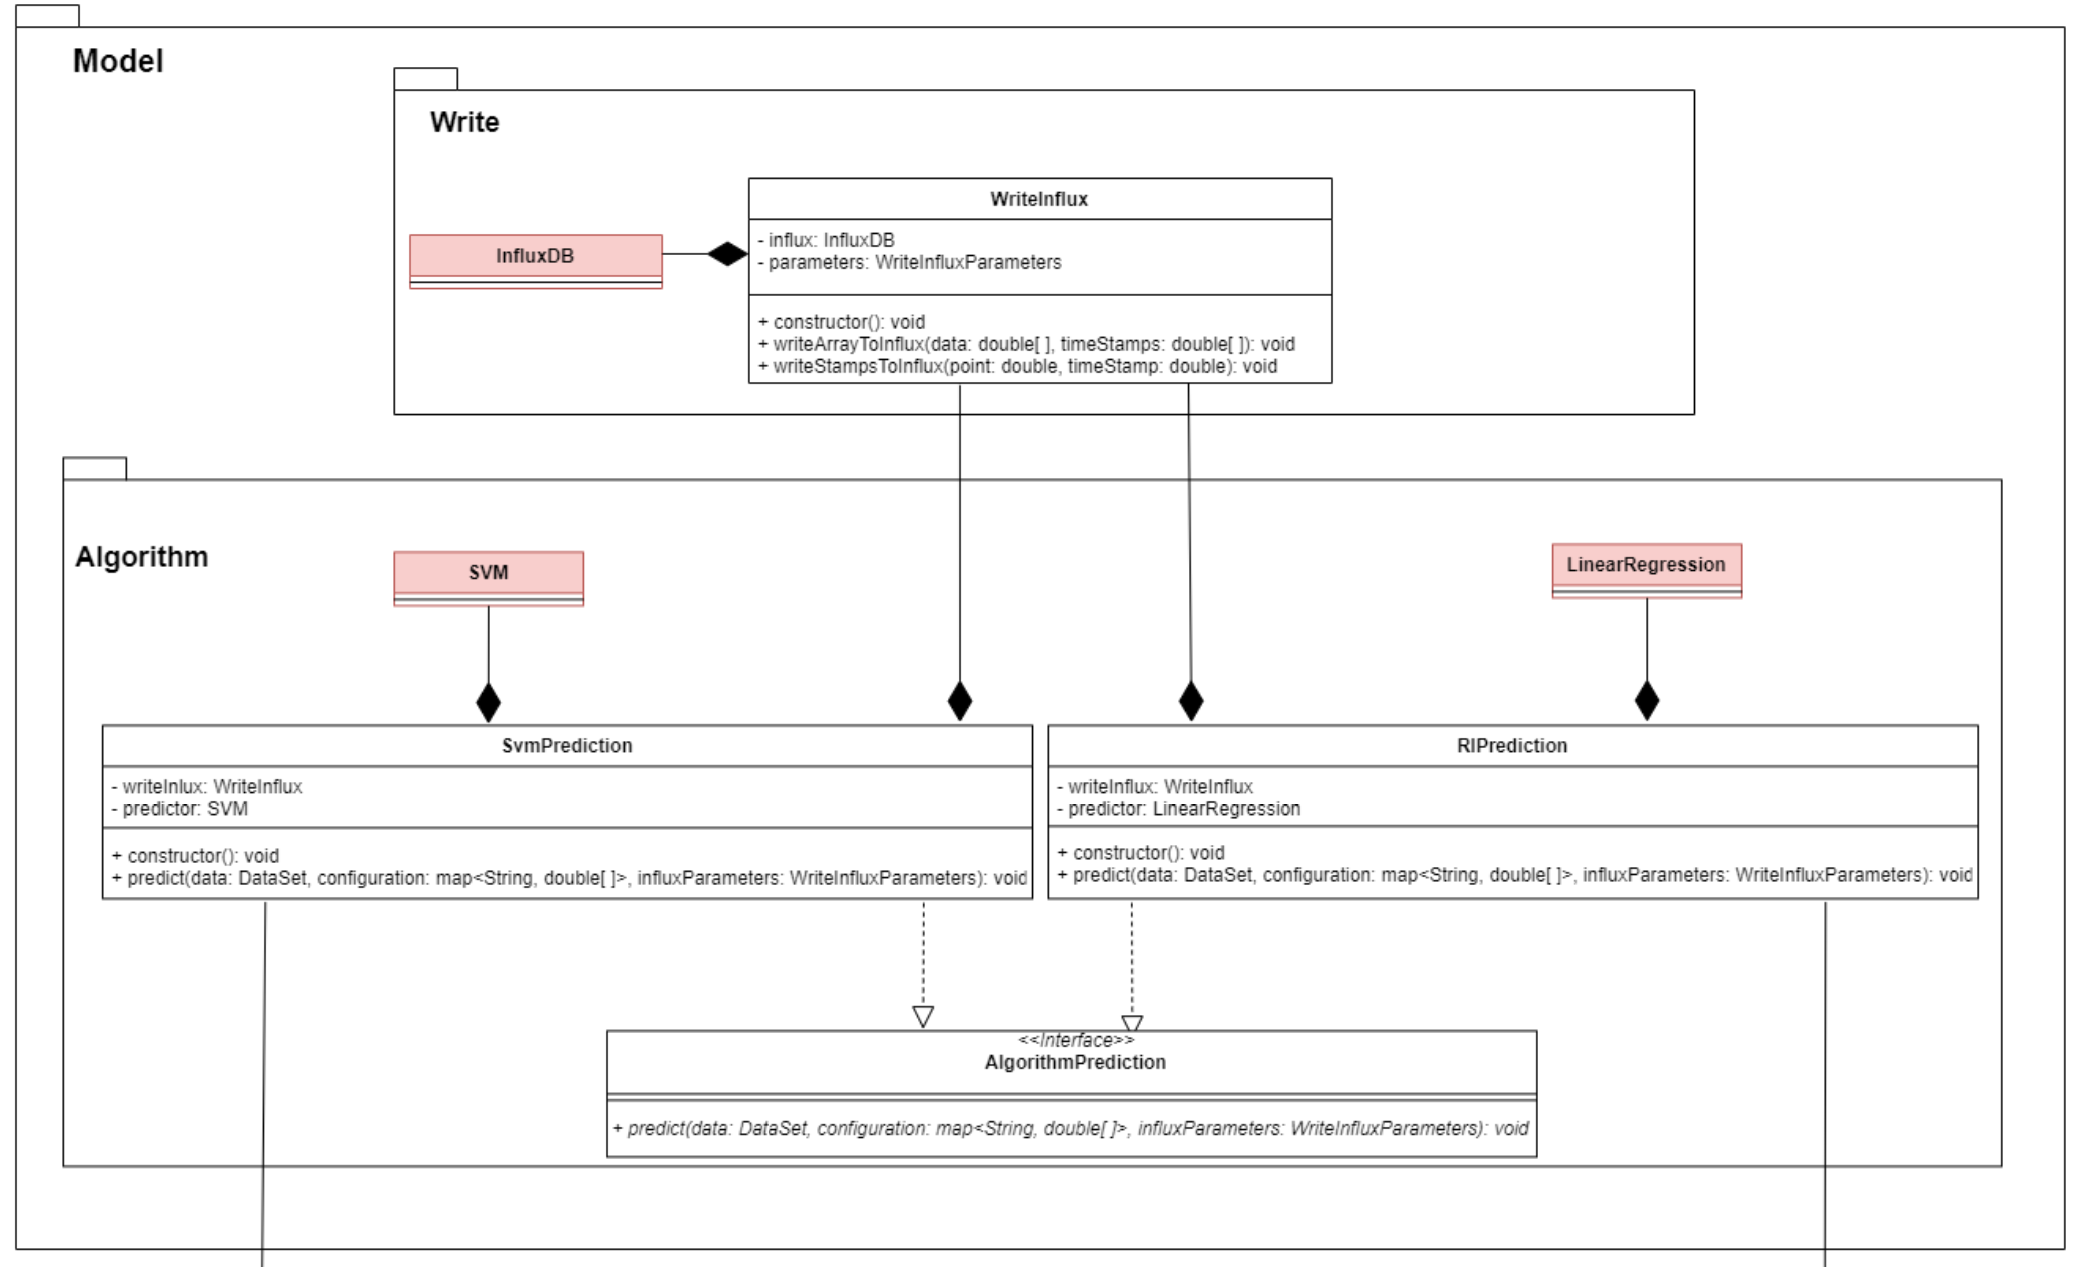 Model
Write
WriteInflux
InfluxDB
- influx: InfluxDB
- parameters: WriteInfluxParameters
+ constructor(): void
+ writeArrayToInflux(data: double[ ], timeStamps: double[ ]): void
+ writeStampsToInflux(point: double, timeStamp: double): void
Algorithm
SVM
LinearRegression
SvmPrediction
- writeInlux: WriteInflux
- predictor: SVM
+ constructor(): void
+ predict(data: DataSet, configuration: map<String, double[ ]>, influxParameters: WriteInfluxParameters): void
RlPrediction
- writeInflux: WriteInflux
- predictor: LinearRegression
+ constructor(): void
+ predict(data: DataSet, configuration: map<String, double[ ]>, influxParameters: WriteInfluxParameters): void
<<Interface>>
AlgorithmPrediction
+ predict(data: DataSet, configuration: map<String, double[ ]>, influxParameters: WriteInfluxParameters): void